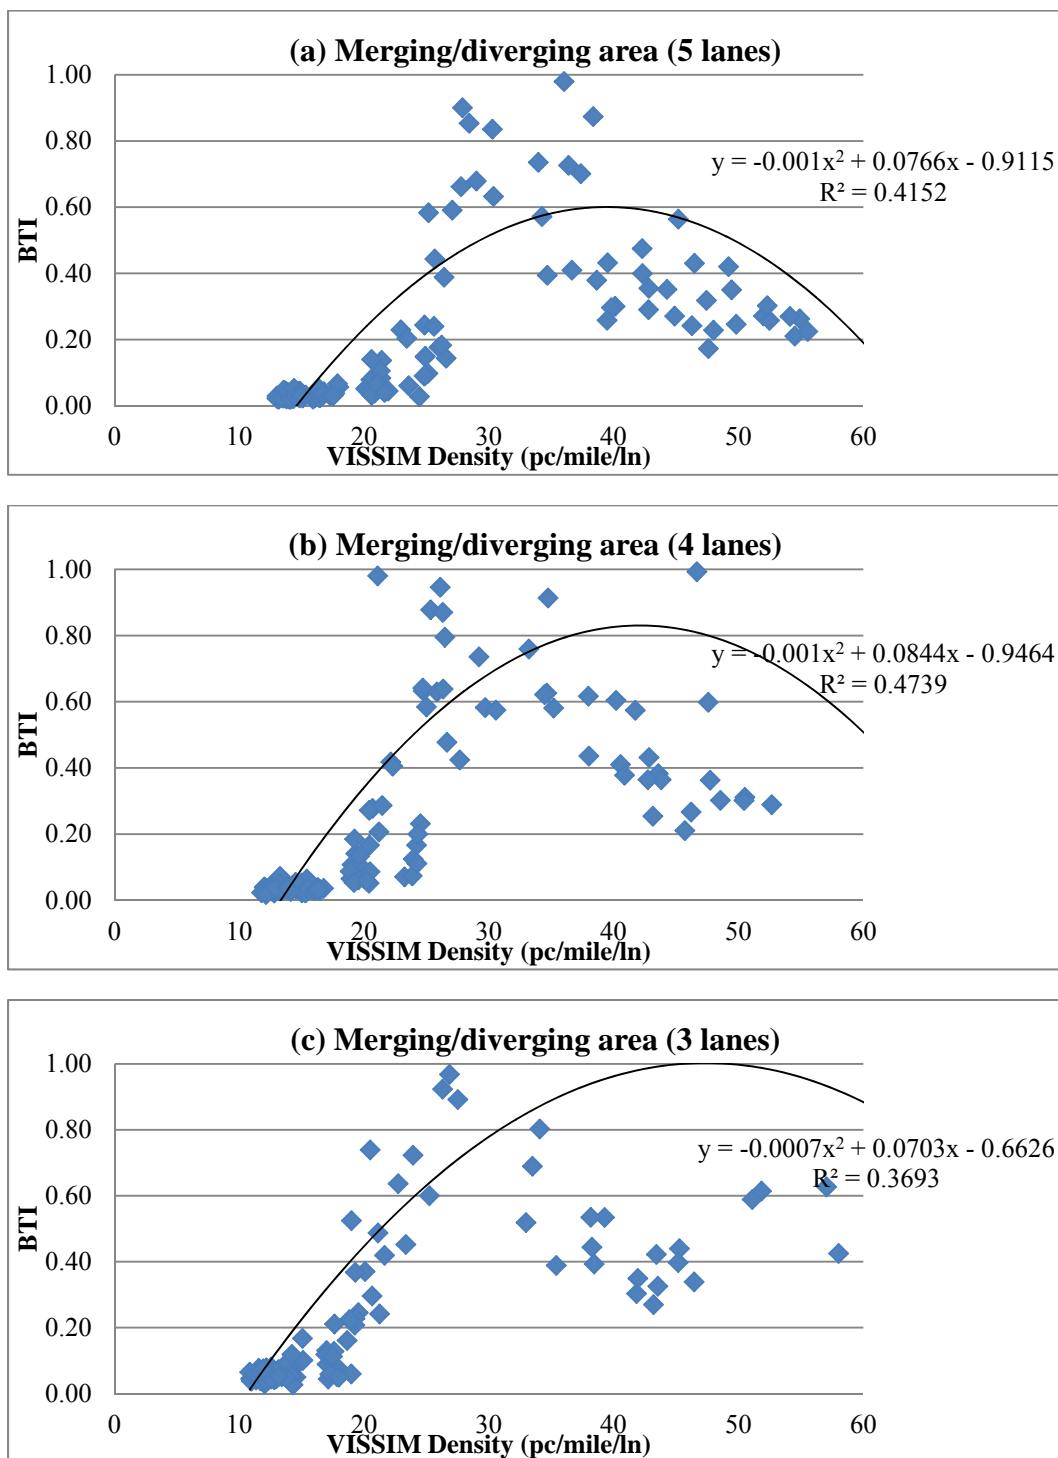 (a) Merging/diverging area (5 lanes)
1.00
0.80
0.60
0.40
0.20
0.00
BTI
y = -0.001x² + 0.0766x - 0.9115
R² = 0.4152
0 10 20 30 40 50 60
VISSIM Density (pc/mile/ln)
(b) Merging/diverging area (4 lanes)
1.00
0.80
0.60
0.40
0.20
0.00
BTI
y = -0.001x² + 0.0844x - 0.9464
R² = 0.4739
0 10 20 30 40 50 60
VISSIM Density (pc/mile/ln)
(c) Merging/diverging area (3 lanes)
1.00
0.80
0.60
0.40
0.20
0.00
BTI
y = -0.0007x² + 0.0703x - 0.6626
R² = 0.3693
0 10 20 30 40 50 60
VISSIM Density (pc/mile/ln)